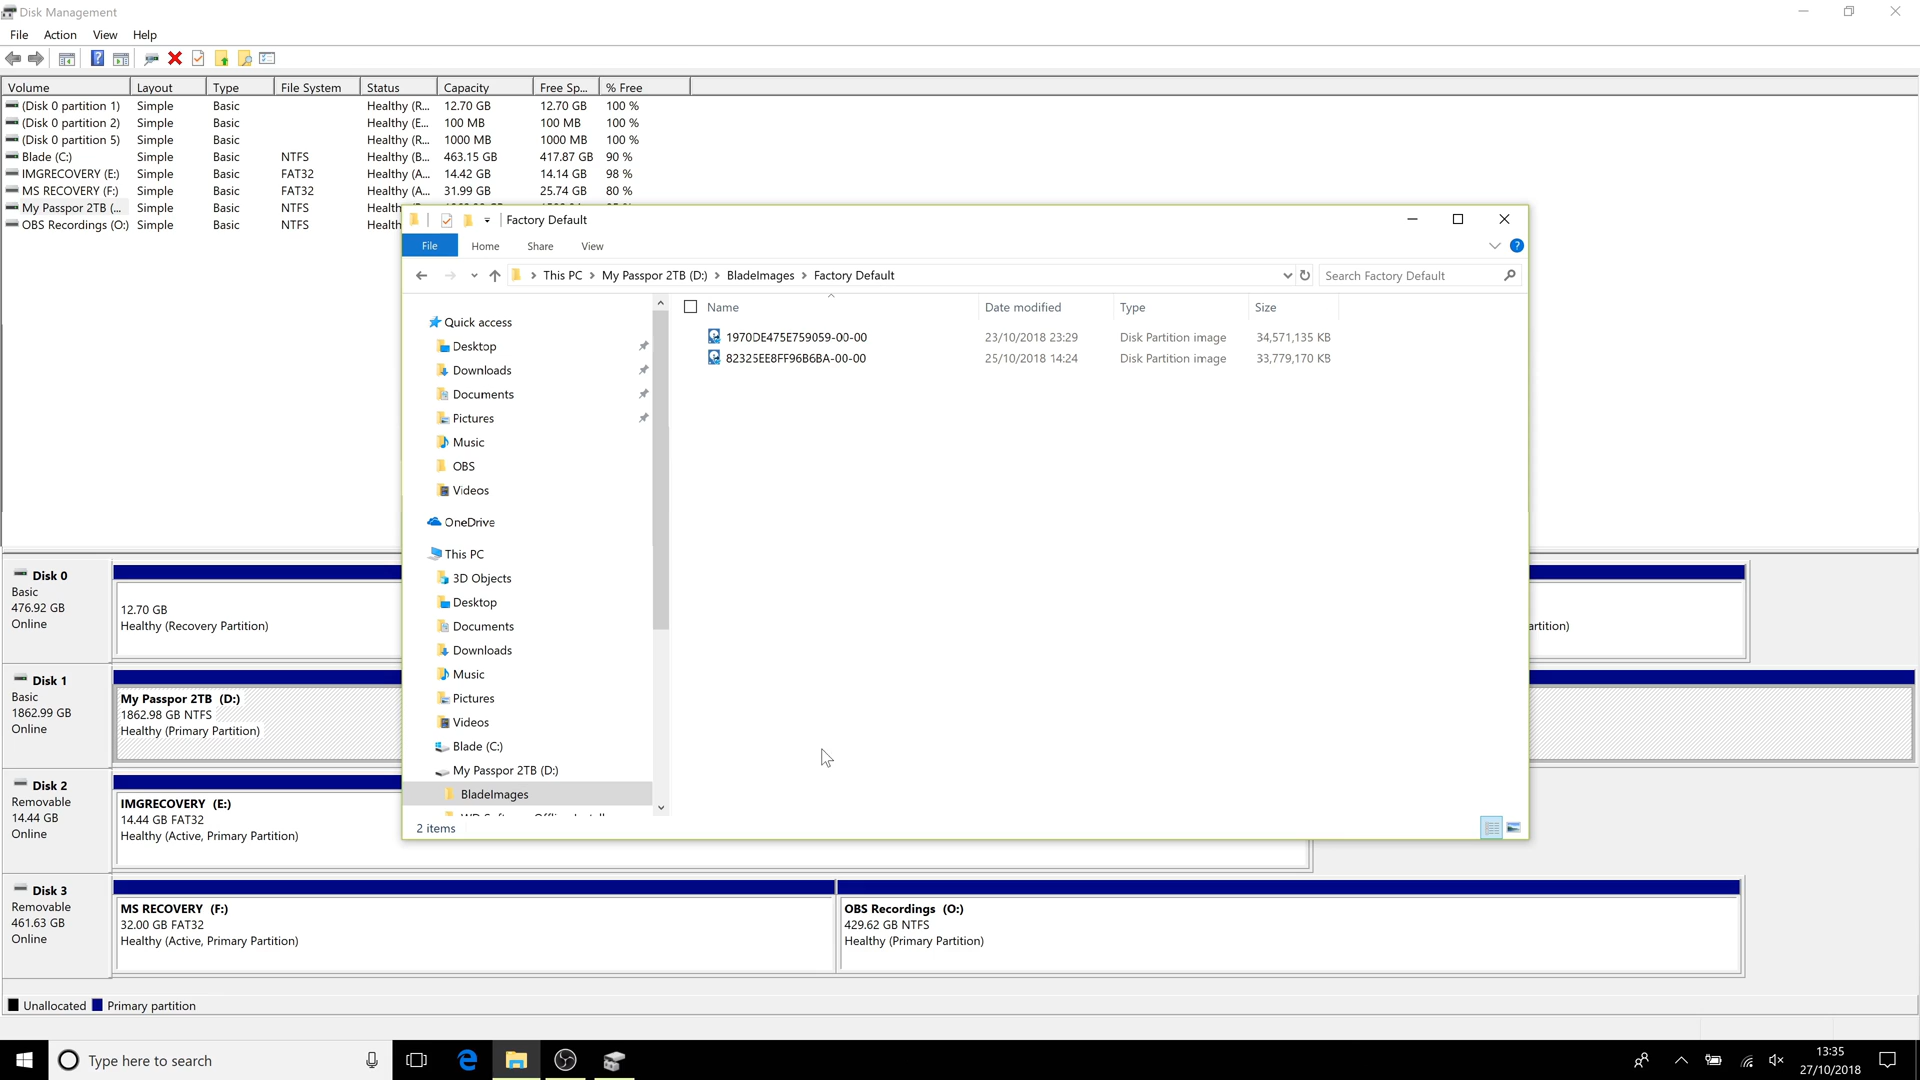 Disk Management
File Action View Help
Volume Layout Type File System Status Capacity Free Sp... % Free
(Disk 0 partition 1) Simple Basic Healthy (R... 12.70 GB 12.70 GB 100 %
(Disk 0 partition 2) Simple Basic Healthy (E... 100 MB 100 MB 100 %
(Disk 0 partition 5) Simple Basic Healthy (R... 1000 MB 1000 MB 100 %
Blade (C:) Simple Basic NTFS Healthy (B... 463.15 GB 417.87 GB 90 %
IMGRECOVERY (E:) Simple Basic FAT32 Healthy (A... 14.42 GB 14.14 GB 98 %
MS RECOVERY (F:) Simple Basic FAT32 Healthy (A... 31.99 GB 25.74 GB 80 %
My Passpor 2TB (... Simple Basic NTFS Health
OBS Recordings (O:) Simple Basic NTFS Health
Factory Default
File Home Share View
This PC My Passpor 2TB (D:) BladeImages Factory Default
Search Factory Default
Name Date modified Type Size
1970DE475E759059-00-00 23/10/2018 23:29 Disk Partition image 34,571,135 KB
82325EE8FF96B6BA-00-00 25/10/2018 14:24 Disk Partition image 33,779,170 KB
Quick access
Desktop
Downloads
Documents
Pictures
Music
OBS
Videos
OneDrive
This PC
3D Objects
Desktop
Documents
Downloads
Music
Pictures
Videos
Blade (C:)
My Passpor 2TB (D:)
BladeImages
2 items
Disk 0
Basic
476.92 GB
Online
12.70 GB
Healthy (Recovery Partition)
artition)
Disk 1
Basic
1862.99 GB
Online
My Passpor 2TB (D:)
1862.98 GB NTFS
Healthy (Primary Partition)
Disk 2
Removable
14.44 GB
Online
IMGRECOVERY (E:)
14.44 GB FAT32
Healthy (Active, Primary Partition)
Disk 3
Removable
461.63 GB
Online
MS RECOVERY (F:)
32.00 GB FAT32
Healthy (Active, Primary Partition)
OBS Recordings (O:)
429.62 GB NTFS
Healthy (Primary Partition)
Unallocated Primary partition
Type here to search
13:35
27/10/2018